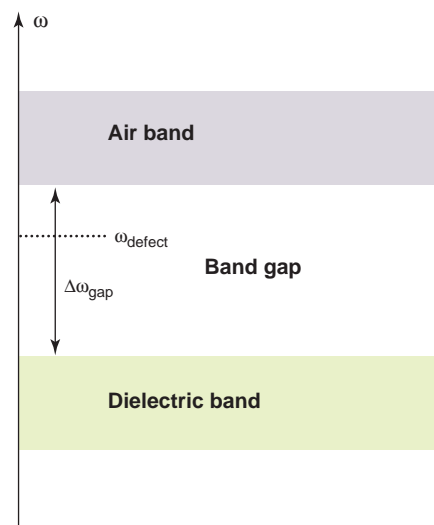 ω
Air band
ωdefect
Band gap
Δωgap
Dielectric band